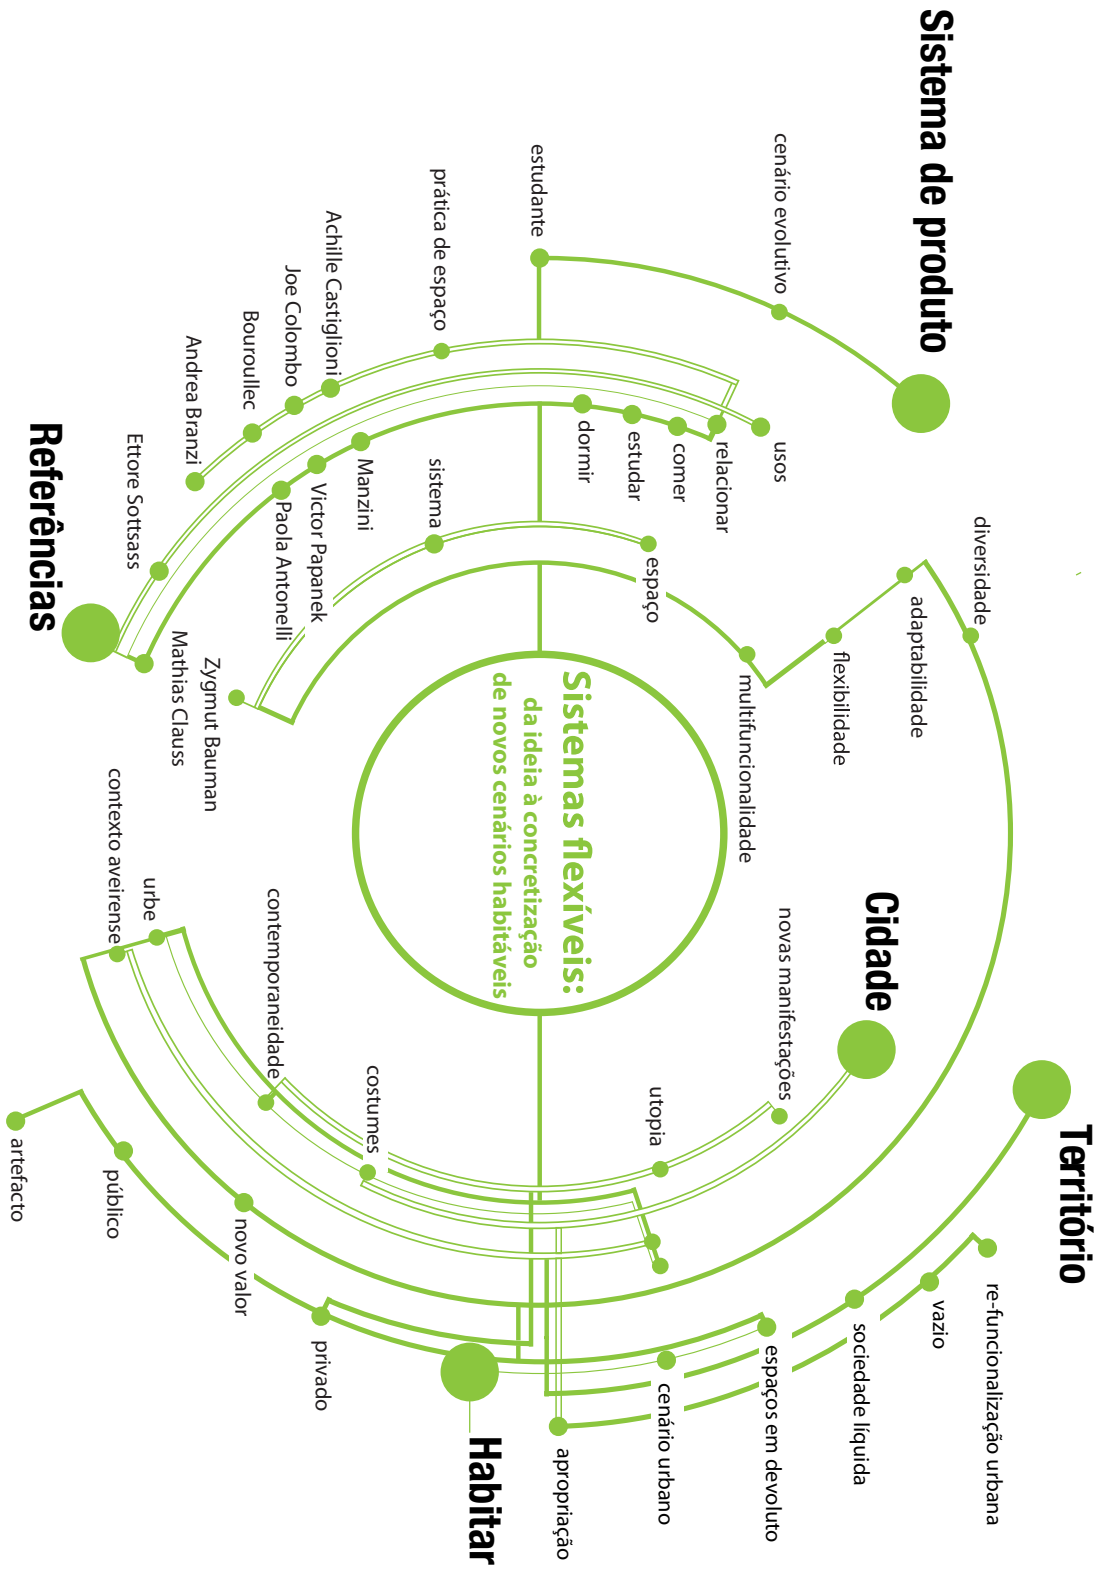 Sistema de produto
cenário evolutivo
estudante
prática de espaço
Achille Castiglioni
Joe Colombo
Bouroullec
Andrea Branzi
Ettore Sottsass
Referências
usos
relacionar
comer
estudar
dormir
Manzini
Victor Papanek
Paola Antonelli
Mathias Clauss
Zygmut Bauman
sistema
espaço
diversidade
adaptabilidade
flexibilidade
multifuncionalidade
Sistemas flexíveis:
da ideia à concretização
de novos cenários habitáveis
Cidade
novas manifestações
utopia
costumes
contemporaneidade
urbe
contexto aveirense
Território
re-funcionalização urbana
vazio
sociedade líquida
espaços em devoluto
cenário urbano
apropriação
Habitar
privado
novo valor
público
artefacto